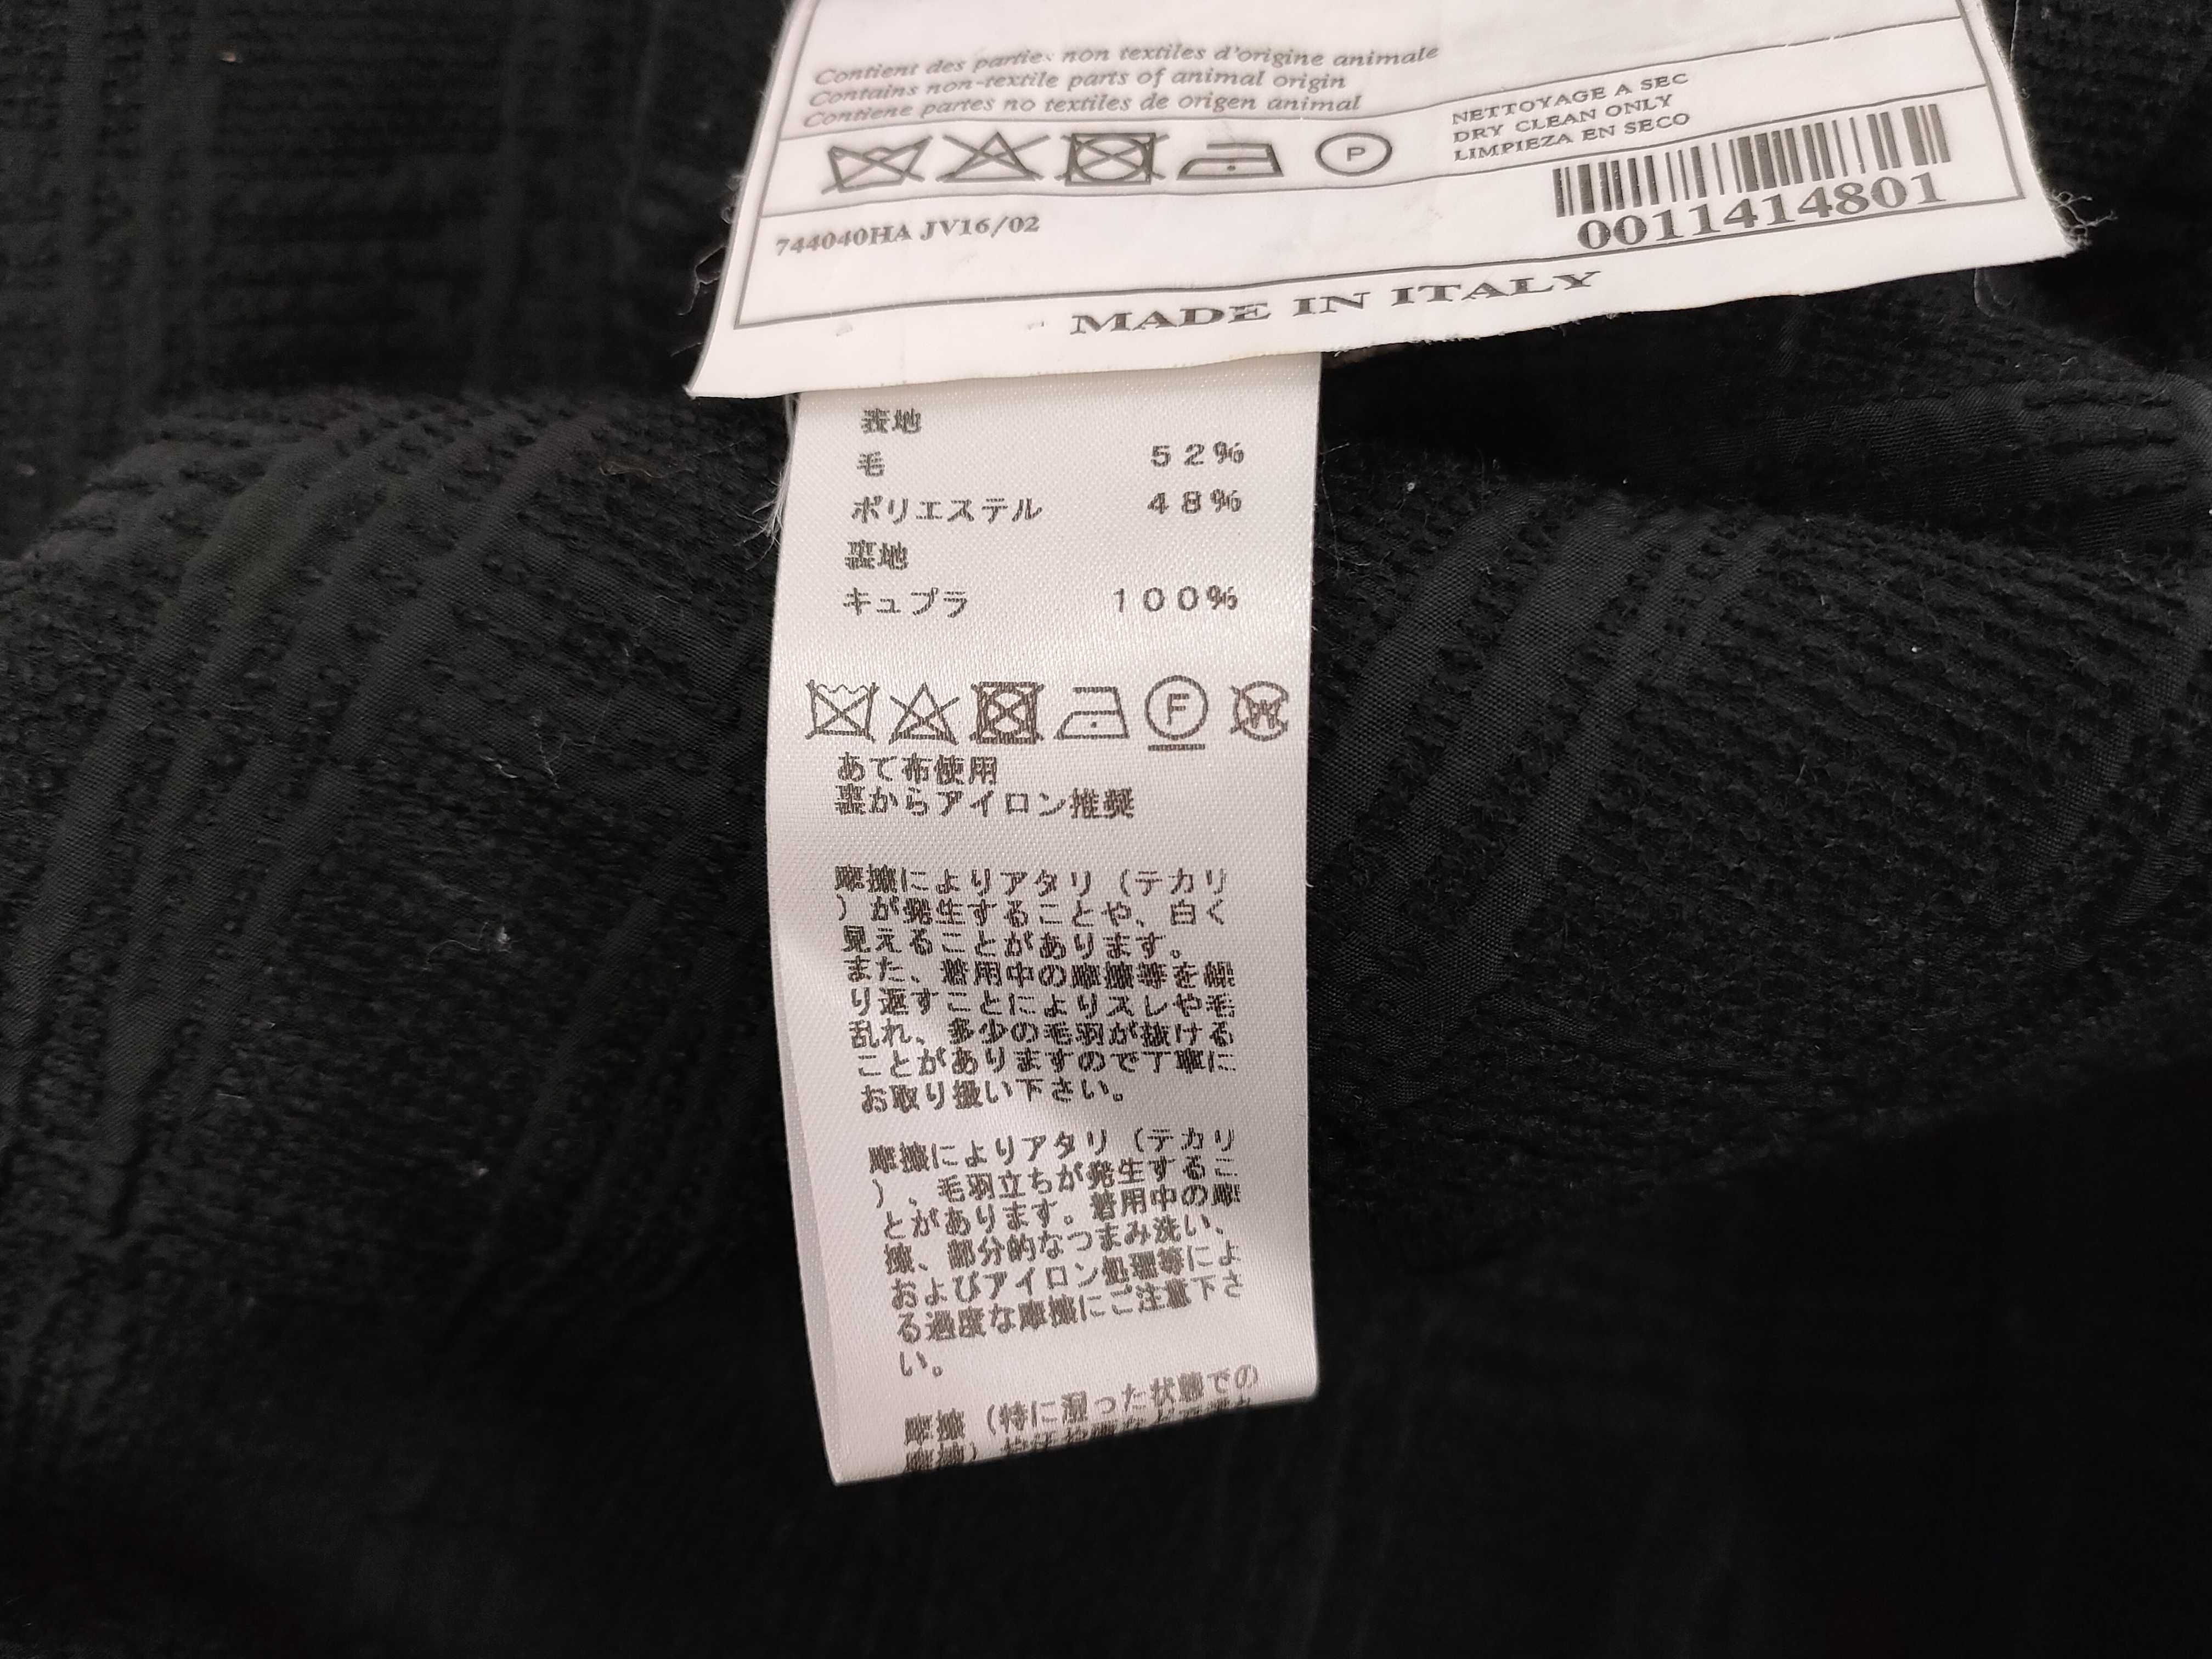 Contient des parties non textiles d'origine animale
Contains non-textile parts of animal origin
Contiene partes no textiles de origen animal
NETTOYAGE A SEC
DRY CLEAN ONLY
LIMPIEZA EN SECO
P
744040HA JV16/02
0011414801
MADE IN ITALY
表地
毛 52%
ポリエステル 48%
裏地
キュプラ 100%
F W
あて布使用
裏からアイロン推奨
摩擦によりアタリ（テカリ
）が発生することや、白く
見えることがあります。
また、着用中の摩擦等を繰
り返すことによりスレや毛
乱れ、多少の毛羽が抜ける
ことがありますので丁寧に
お取り扱い下さい。
摩擦によりアタリ（テカリ
）、毛羽立ちが発生するこ
とがあります。着用中の摩
擦、部分的なつまみ洗い、
およびアイロン処理等によ
る過度な摩擦にご注意下さ
い。
摩擦（特に湿った状態での
摩擦）